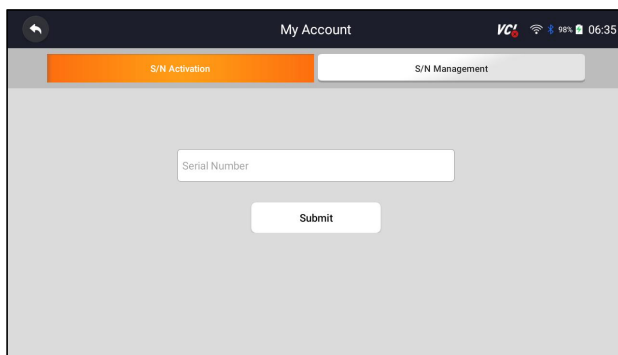 My Account
VCI 98% 06:35
S/N Activation
S/N Management
Serial Number
Submit